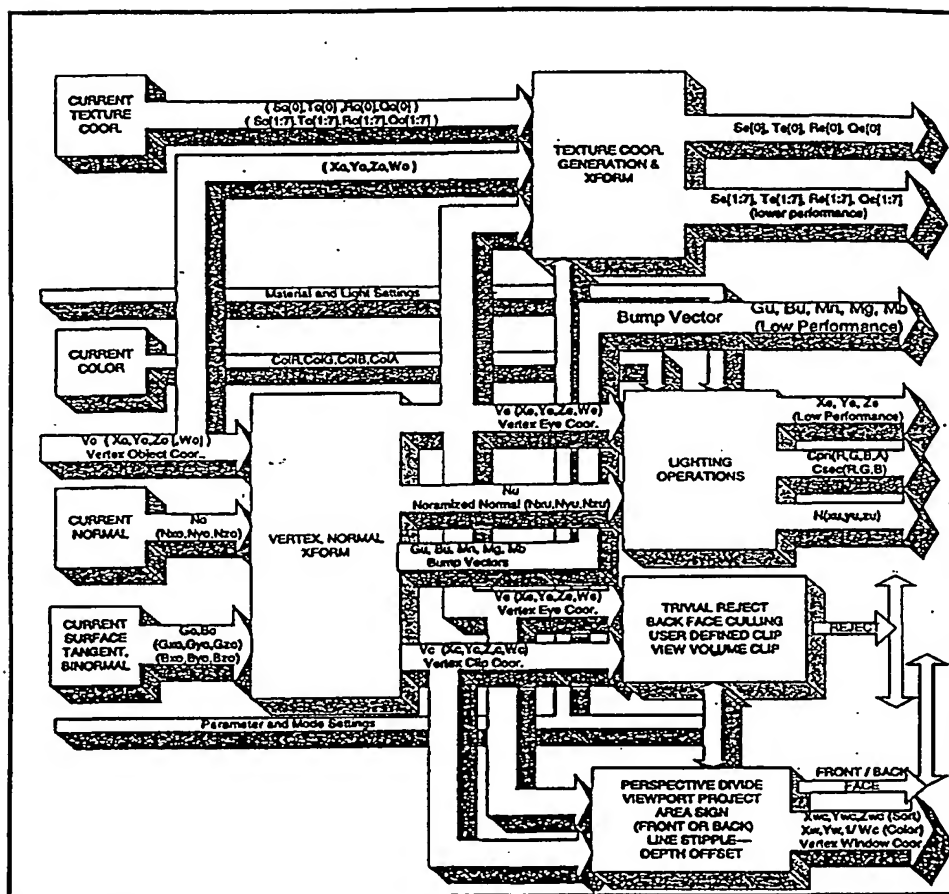 CURRENT
TEXTURE
COOR.
( So[0],To[0] ,Ro[0],Qo[0] )
( So[1:7],To[1:7],Ro[1:7],Qo[1:7] )
( Xo,Yo,Zo,Wo )
TEXTURE COOR.
GENERATION &
XFORM
Se[0], Te[0], Re[0], Qe[0]
Se[1:7], Te[1:7], Re[1:7], Qe[1:7]
(lower performance)
Material and Light Settings
Bump Vector
Gu, Bu, Mn, Mg, Mb
(Low Performance)
CURRENT
COLOR
ColR,ColG,ColB,ColA
Vo ( Xo,Yo,Zo [,Wo] )
Vertex Object Coor..
Ve (Xe,Ye,Ze,We)
Vertex Eye Coor.
LIGHTING
OPERATIONS
Xe, Ye, Ze
(Low Performance)
Cpri(R,G,B,A)
Csec(R,G,B)
N(xu,yu,zu)
CURRENT
NORMAL
No
(Nxo,Nyo,Nzo)
VERTEX, NORMAL
XFORM
Nu
Noramized Normal (Nxu,Nyu,Nzu)
Gu, Bu, Mn, Mg, Mb
Bump Vectors
CURRENT
SURFACE
TANGENT,
BINORMAL
Go,Bo
(Gxo,Gyo,Gzo)
(Bxo,Byo,Bzo)
Ve (Xe,Ye,Ze,We)
Vertex Eye Coor.
Vc (Xc,Yc,Zc,Wc)
Vertex Clip Coor.
TRIVIAL REJECT
BACK FACE CULLING
USER DEFINED CLIP
VIEW VOLUME CLIP
REJECT
Parameter and Mode Settings
PERSPECTIVE DIVIDE
VIEWPORT PROJECT
AREA SIGN
(FRONT OR BACK)
LINE STIPPLE—
DEPTH OFFSET
FRONT / BACK
FACE
Xwc,Ywc,Zwc (Sort)
Xw,Yw,1/ Wc (Color)
Vertex Window Coor